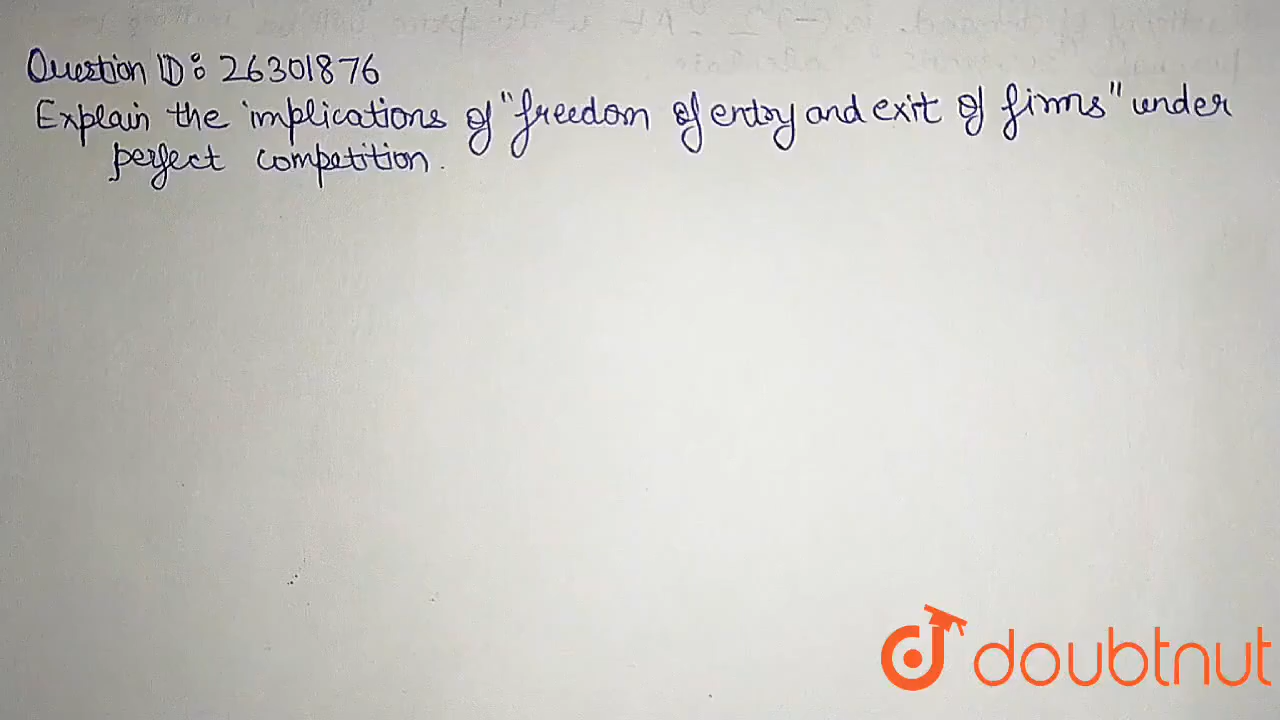 Question ID: 26301876
Explain the implications of "freedom of entry and exit of firms" under
perfect competition.
doubtnut